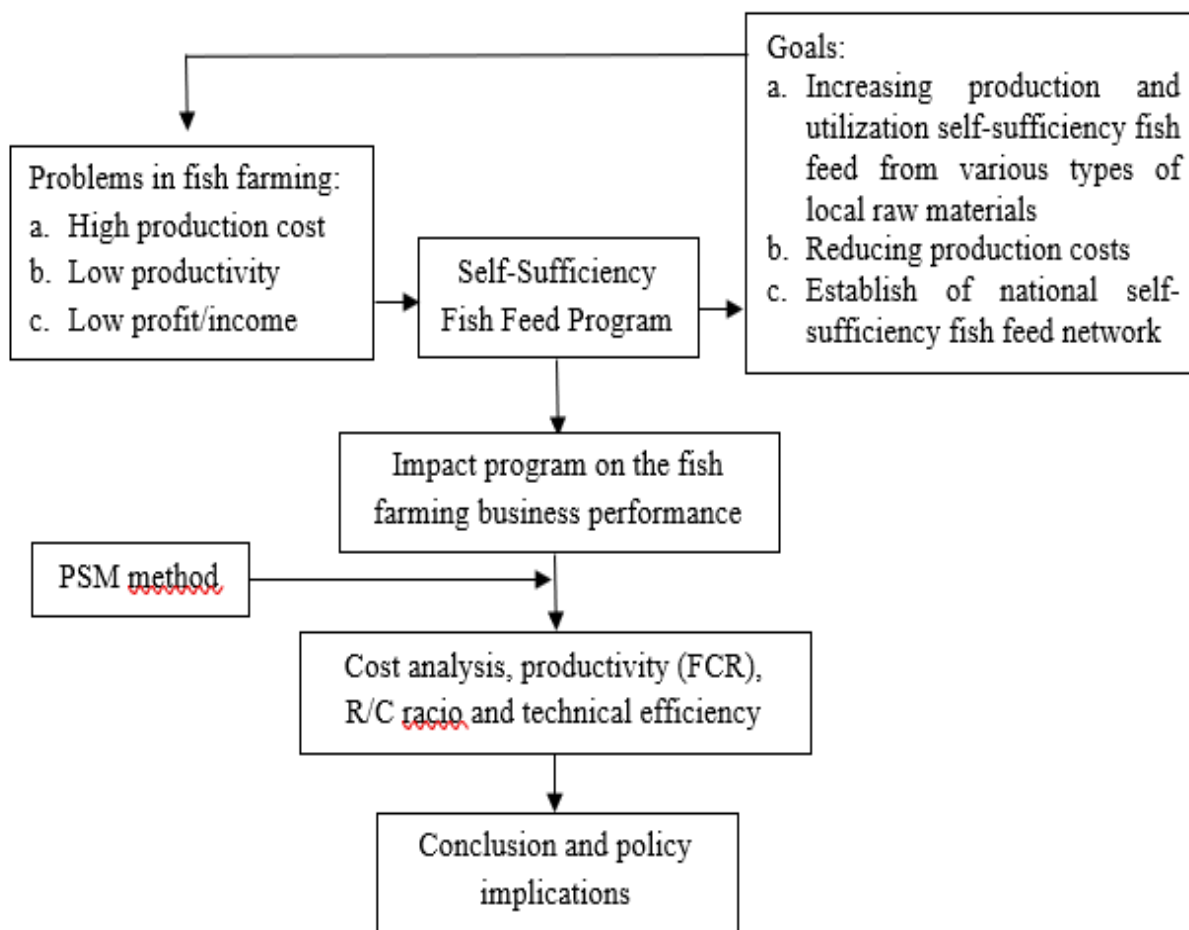 Goals:
a. Increasing production and
utilization self-sufficiency fish
feed from various types of
local raw materials
b. Reducing production costs
c. Establish of national self-
sufficiency fish feed network
Problems in fish farming:
a. High production cost
b. Low productivity
c. Low profit/income
Self-Sufficiency
Fish Feed Program
Impact program on the fish
farming business performance
PSM method
Cost analysis, productivity (FCR),
R/C racio and technical efficiency
Conclusion and policy
implications